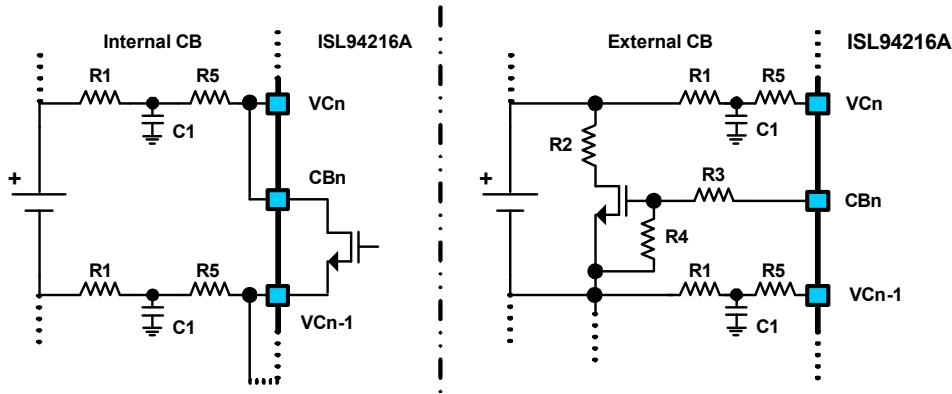 Internal CB
ISL94216A
R1
R5
VCn
C1
+
CBn
R1
R5
VCn-1
C1
External CB
ISL94216A
R1
R5
VCn
C1
R2
+
R3
CBn
R4
R1
R5
VCn-1
C1